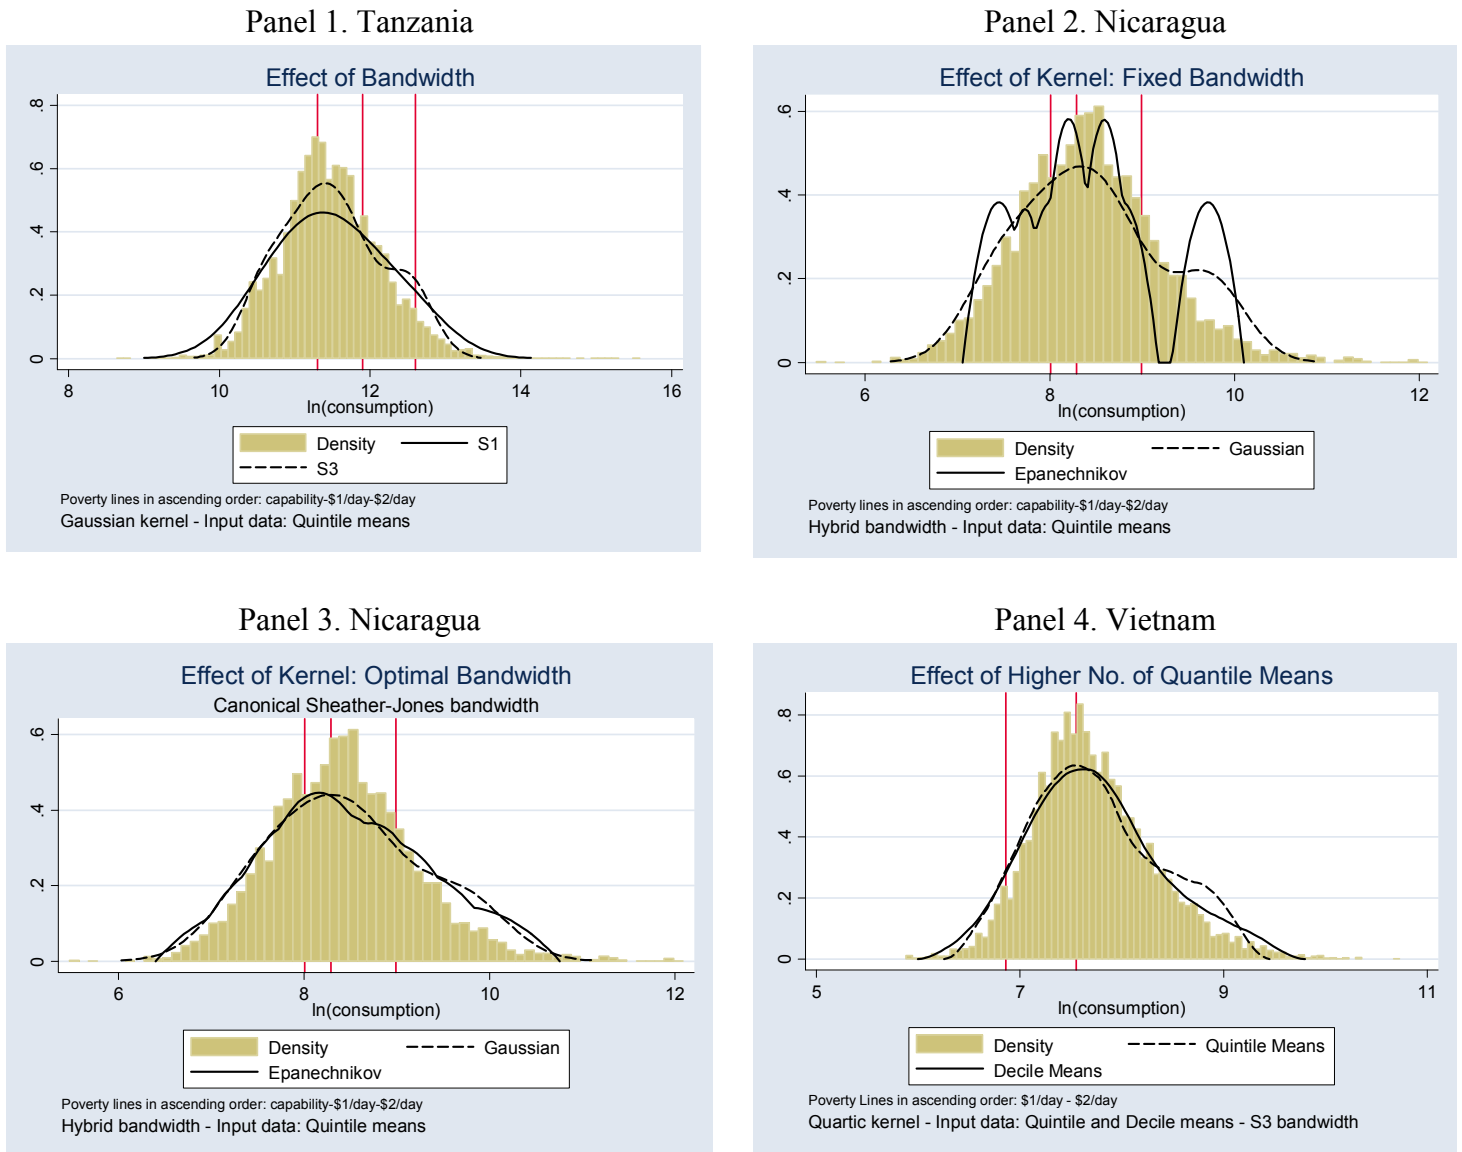 Panel 1. Tanzania
Effect of Bandwidth
0 .2 .4 .6 .8
8 10 12 14 16
ln(consumption)
Density S1
S3
Poverty lines in ascending order: capability-$1/day-$2/day
Gaussian kernel - Input data: Quintile means
Panel 2. Nicaragua
Effect of Kernel: Fixed Bandwidth
0 .2 .4 .6
6 8 10 12
ln(consumption)
Density Gaussian
Epanechnikov
Poverty lines in ascending order: capability-$1/day-$2/day
Hybrid bandwidth - Input data: Quintile means
Panel 3. Nicaragua
Effect of Kernel: Optimal Bandwidth
Canonical Sheather-Jones bandwidth
0 .2 .4 .6
6 8 10 12
ln(consumption)
Density Gaussian
Epanechnikov
Poverty lines in ascending order: capability-$1/day-$2/day
Hybrid bandwidth - Input data: Quintile means
Panel 4. Vietnam
Effect of Higher No. of Quantile Means
0 .2 .4 .6 .8
5 7 9 11
ln(consumption)
Density Quintile Means
Decile Means
Poverty Lines in ascending order: $1/day - $2/day
Quartic kernel - Input data: Quintile and Decile means - S3 bandwidth